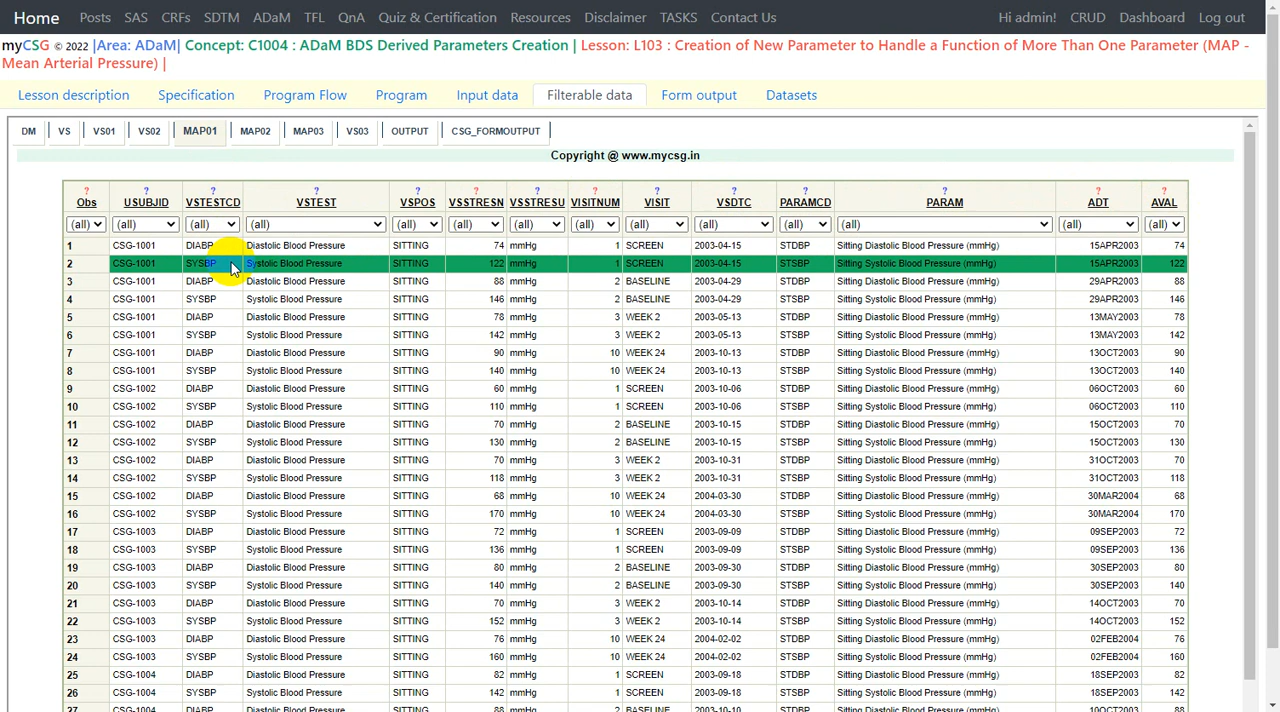 Home Posts SAS CRFs SDTM ADaM TFL QnA Quiz & Certification Resources Disclaimer TASKS Contact Us Hi admin! CRUD Dashboard Log out
myCSG © 2022 |Area: ADaM| Concept: C1004 : ADaM BDS Derived Parameters Creation | Lesson: L103 : Creation of New Parameter to Handle a Function of More Than One Parameter (MAP -
Mean Arterial Pressure) |
Lesson description Specification Program Flow Program Input data Filterable data Form output Datasets
DM VS VS01 VS02 MAP01 MAP02 MAP03 VS03 OUTPUT CSG_FORMOUTPUT
Copyright @ www.mycsg.in
? ? ? ? ? ? ? ? ? ? ? ? ? ?
Obs USUBJID VSTESTCD VSTEST VSPOS VSSTRESN VSSTRESU VISITNUM VISIT VSDTC PARAMCD PARAM ADT AVAL
(all) (all) (all) (all) (all) (all) (all) (all) (all) (all) (all) (all) (all) (all)
1 CSG-1001 DIABP Diastolic Blood Pressure SITTING 74 mmHg 1 SCREEN 2003-04-15 STDBP Sitting Diastolic Blood Pressure (mmHg) 15APR2003 74
2 CSG-1001 SYSBP Systolic Blood Pressure SITTING 122 mmHg 1 SCREEN 2003-04-15 STSBP Sitting Systolic Blood Pressure (mmHg) 15APR2003 122
3 CSG-1001 DIABP Diastolic Blood Pressure SITTING 88 mmHg 2 BASELINE 2003-04-29 STDBP Sitting Diastolic Blood Pressure (mmHg) 29APR2003 88
4 CSG-1001 SYSBP Systolic Blood Pressure SITTING 146 mmHg 2 BASELINE 2003-04-29 STSBP Sitting Systolic Blood Pressure (mmHg) 29APR2003 146
5 CSG-1001 DIABP Diastolic Blood Pressure SITTING 78 mmHg 3 WEEK 2 2003-05-13 STDBP Sitting Diastolic Blood Pressure (mmHg) 13MAY2003 78
6 CSG-1001 SYSBP Systolic Blood Pressure SITTING 142 mmHg 3 WEEK 2 2003-05-13 STSBP Sitting Systolic Blood Pressure (mmHg) 13MAY2003 142
7 CSG-1001 DIABP Diastolic Blood Pressure SITTING 90 mmHg 10 WEEK 24 2003-10-13 STDBP Sitting Diastolic Blood Pressure (mmHg) 13OCT2003 90
8 CSG-1001 SYSBP Systolic Blood Pressure SITTING 140 mmHg 10 WEEK 24 2003-10-13 STSBP Sitting Systolic Blood Pressure (mmHg) 13OCT2003 140
9 CSG-1002 DIABP Diastolic Blood Pressure SITTING 60 mmHg 1 SCREEN 2003-10-06 STDBP Sitting Diastolic Blood Pressure (mmHg) 06OCT2003 60
10 CSG-1002 SYSBP Systolic Blood Pressure SITTING 110 mmHg 1 SCREEN 2003-10-06 STSBP Sitting Systolic Blood Pressure (mmHg) 06OCT2003 110
11 CSG-1002 DIABP Diastolic Blood Pressure SITTING 70 mmHg 2 BASELINE 2003-10-15 STDBP Sitting Diastolic Blood Pressure (mmHg) 15OCT2003 70
12 CSG-1002 SYSBP Systolic Blood Pressure SITTING 130 mmHg 2 BASELINE 2003-10-15 STSBP Sitting Systolic Blood Pressure (mmHg) 15OCT2003 130
13 CSG-1002 DIABP Diastolic Blood Pressure SITTING 70 mmHg 3 WEEK 2 2003-10-31 STDBP Sitting Diastolic Blood Pressure (mmHg) 31OCT2003 70
14 CSG-1002 SYSBP Systolic Blood Pressure SITTING 118 mmHg 3 WEEK 2 2003-10-31 STSBP Sitting Systolic Blood Pressure (mmHg) 31OCT2003 118
15 CSG-1002 DIABP Diastolic Blood Pressure SITTING 68 mmHg 10 WEEK 24 2004-03-30 STDBP Sitting Diastolic Blood Pressure (mmHg) 30MAR2004 68
16 CSG-1002 SYSBP Systolic Blood Pressure SITTING 170 mmHg 10 WEEK 24 2004-03-30 STSBP Sitting Systolic Blood Pressure (mmHg) 30MAR2004 170
17 CSG-1003 DIABP Diastolic Blood Pressure SITTING 72 mmHg 1 SCREEN 2003-09-09 STDBP Sitting Diastolic Blood Pressure (mmHg) 09SEP2003 72
18 CSG-1003 SYSBP Systolic Blood Pressure SITTING 136 mmHg 1 SCREEN 2003-09-09 STSBP Sitting Systolic Blood Pressure (mmHg) 09SEP2003 136
19 CSG-1003 DIABP Diastolic Blood Pressure SITTING 80 mmHg 2 BASELINE 2003-09-30 STDBP Sitting Diastolic Blood Pressure (mmHg) 30SEP2003 80
20 CSG-1003 SYSBP Systolic Blood Pressure SITTING 140 mmHg 2 BASELINE 2003-09-30 STSBP Sitting Systolic Blood Pressure (mmHg) 30SEP2003 140
21 CSG-1003 DIABP Diastolic Blood Pressure SITTING 70 mmHg 3 WEEK 2 2003-10-14 STDBP Sitting Diastolic Blood Pressure (mmHg) 14OCT2003 70
22 CSG-1003 SYSBP Systolic Blood Pressure SITTING 152 mmHg 3 WEEK 2 2003-10-14 STSBP Sitting Systolic Blood Pressure (mmHg) 14OCT2003 152
23 CSG-1003 DIABP Diastolic Blood Pressure SITTING 76 mmHg 10 WEEK 24 2004-02-02 STDBP Sitting Diastolic Blood Pressure (mmHg) 02FEB2004 76
24 CSG-1003 SYSBP Systolic Blood Pressure SITTING 160 mmHg 10 WEEK 24 2004-02-02 STSBP Sitting Systolic Blood Pressure (mmHg) 02FEB2004 160
25 CSG-1004 DIABP Diastolic Blood Pressure SITTING 82 mmHg 1 SCREEN 2003-09-18 STDBP Sitting Diastolic Blood Pressure (mmHg) 18SEP2003 82
26 CSG-1004 SYSBP Systolic Blood Pressure SITTING 142 mmHg 1 SCREEN 2003-09-18 STSBP Sitting Systolic Blood Pressure (mmHg) 18SEP2003 142
27 CSG-1004 DIABP Diastolic Blood Pressure SITTING 88 mmHg 2 BASELINE 2003-10-10 STDBP Sitting Diastolic Blood Pressure (mmHg) 10OCT2003 88